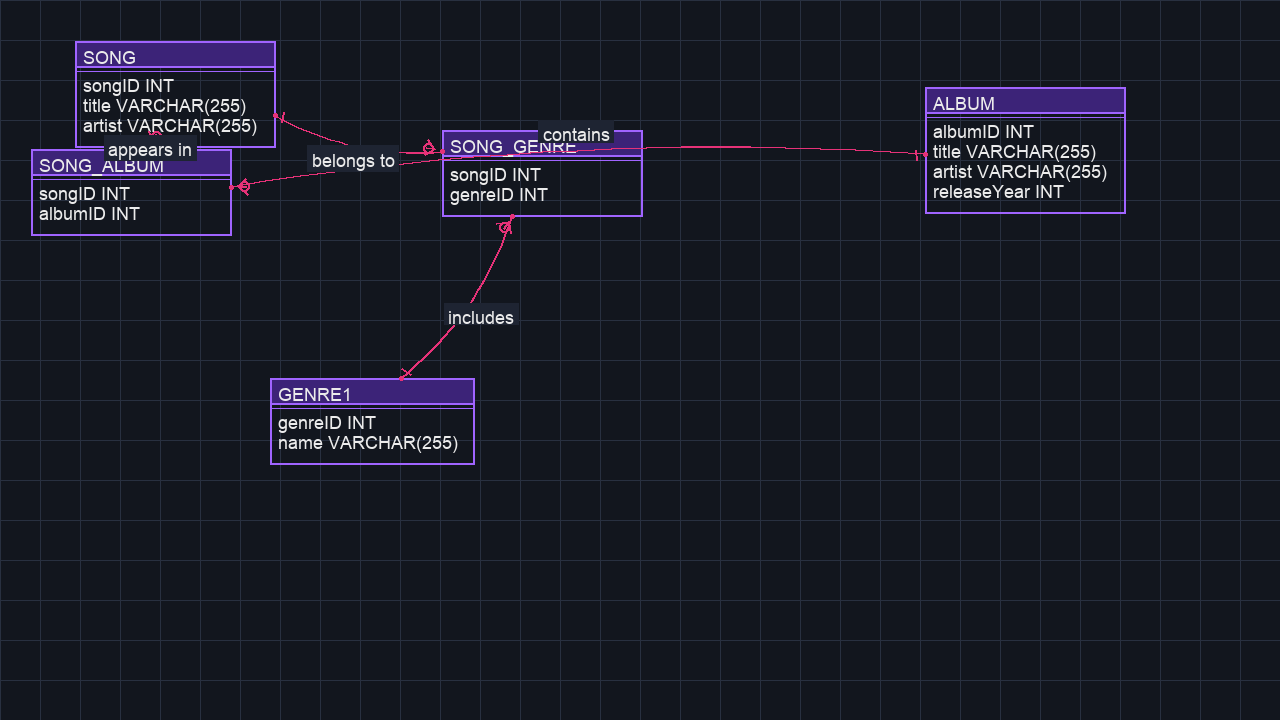 SONG
songID INT
title VARCHAR(255)
artist VARCHAR(255)
appears in
SONG_ALBUM
songID INT
albumID INT
belongs to
contains
SONG_GENRE
songID INT
genreID INT
ALBUM
albumID INT
title VARCHAR(255)
artist VARCHAR(255)
releaseYear INT
includes
GENRE1
genreID INT
name VARCHAR(255)